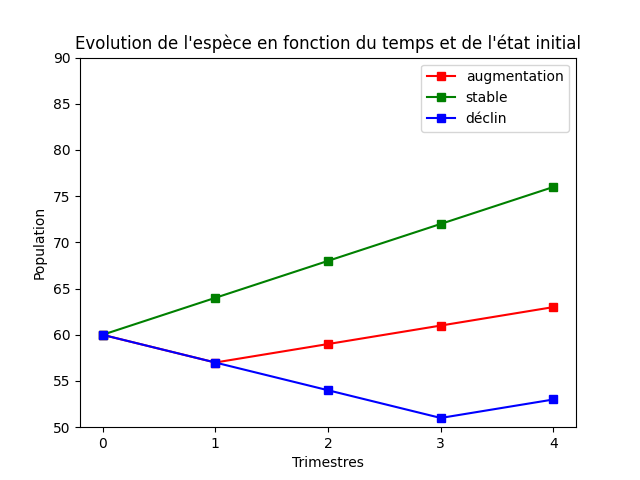 Evolution de l'espèce en fonction du temps et de l'état initial
augmentation
stable
déclin
90
85
80
75
70
65
60
55
50
Population
0 1 2 3 4
Trimestres